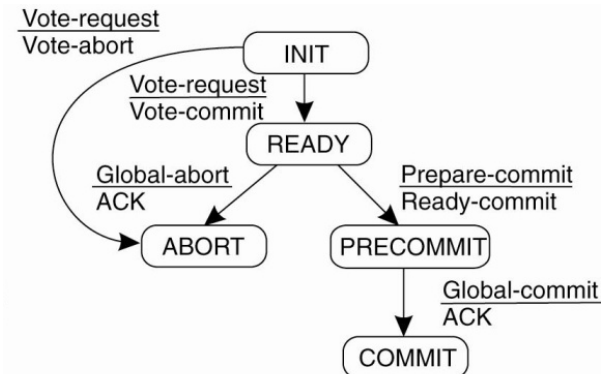 Vote-request
Vote-abort
INIT
Vote-request
Vote-commit
READY
Global-abort
ACK
Prepare-commit
Ready-commit
ABORT
PRECOMMIT
Global-commit
ACK
COMMIT